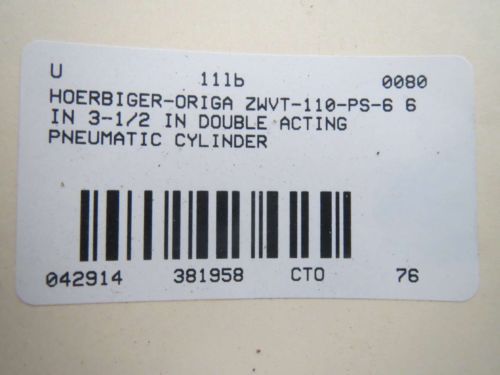 U 11lb 0080
HOERBIGER-ORIGA ZWVT-110-PS-6 6
IN 3-1/2 IN DOUBLE ACTING
PNEUMATIC CYLINDER
042914 381958 CTO 76